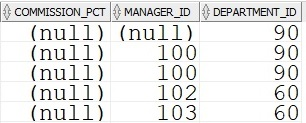 COMMISSION_PCT MANAGER_ID DEPARTMENT_ID
(null) (null) 90
(null) 100 90
(null) 100 90
(null) 102 60
(null) 103 60